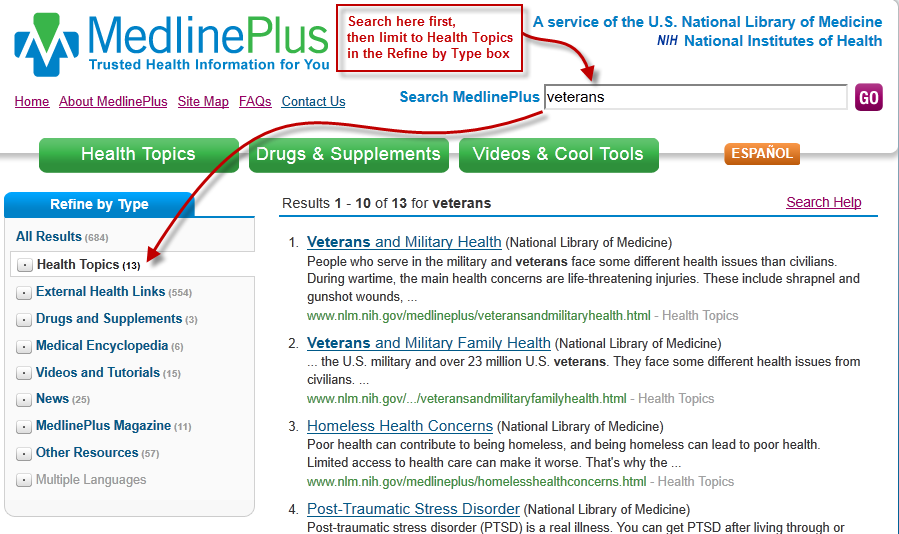 MedlinePlus
Trusted Health Information for You
Search here first,
then limit to Health Topics
in the Refine by Type box
A service of the U.S. National Library of Medicine
NIH National Institutes of Health
Home About MedlinePlus Site Map FAQs Contact Us
Search MedlinePlus veterans GO
Health Topics Drugs & Supplements Videos & Cool Tools ESPAÑOL
Refine by Type
All Results (684)
Health Topics (13)
External Health Links (554)
Drugs and Supplements (3)
Medical Encyclopedia (6)
Videos and Tutorials (15)
News (25)
MedlinePlus Magazine (11)
Other Resources (57)
Multiple Languages
Results 1 - 10 of 13 for veterans Search Help
1. Veterans and Military Health (National Library of Medicine)
People who serve in the military and veterans face some different health issues than civilians.
During wartime, the main health concerns are life-threatening injuries. These include shrapnel and
gunshot wounds, ...
www.nlm.nih.gov/medlineplus/veteransandmilitaryhealth.html - Health Topics
2. Veterans and Military Family Health (National Library of Medicine)
... the U.S. military and over 23 million U.S. veterans. They face some different health issues from
civilians. ...
www.nlm.nih.gov/.../veteransandmilitaryfamilyhealth.html - Health Topics
3. Homeless Health Concerns (National Library of Medicine)
Poor health can contribute to being homeless, and being homeless can lead to poor health.
Limited access to health care can make it worse. That's why the ...
www.nlm.nih.gov/medlineplus/homelesshealthconcerns.html - Health Topics
4. Post-Traumatic Stress Disorder (National Library of Medicine)
Post-traumatic stress disorder (PTSD) is a real illness. You can get PTSD after living through or